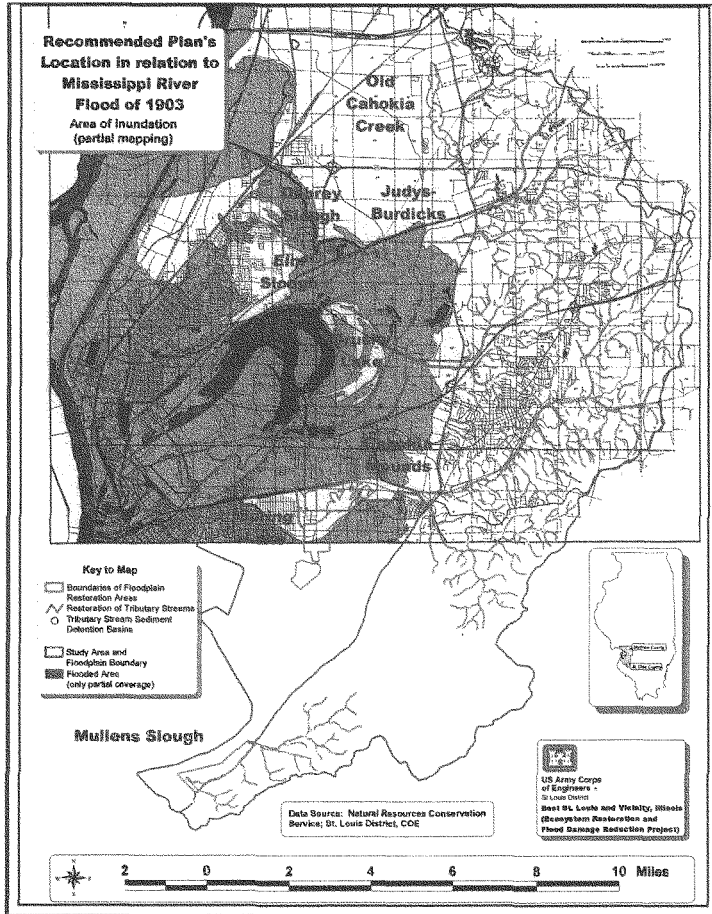 Recommended Plan's
Location in relation to
Mississippi River
Flood of 1903
Area of Inundation
(partial mapping)
Old
Cahokia
Creek
Judys-
Burdicks
Slough
Key to Map
Boundaries of Floodplain
Restoration Areas
Restoration of Tributary Streams
Tributary Stream Sediment
Detention Basins
Study Area and
Floodplain Boundary
Flooded Area
(only partial coverage)
Mullens Slough
US Army Corps
of Engineers
St Louis District
East St. Louis and Vicinity, Illinois
(Ecosystem Restoration and
Flood Damage Reduction Project)
Data Source: Natural Resources Conservation
Service; St. Louis District, COE
2 0 2 4 6 8 10 Miles